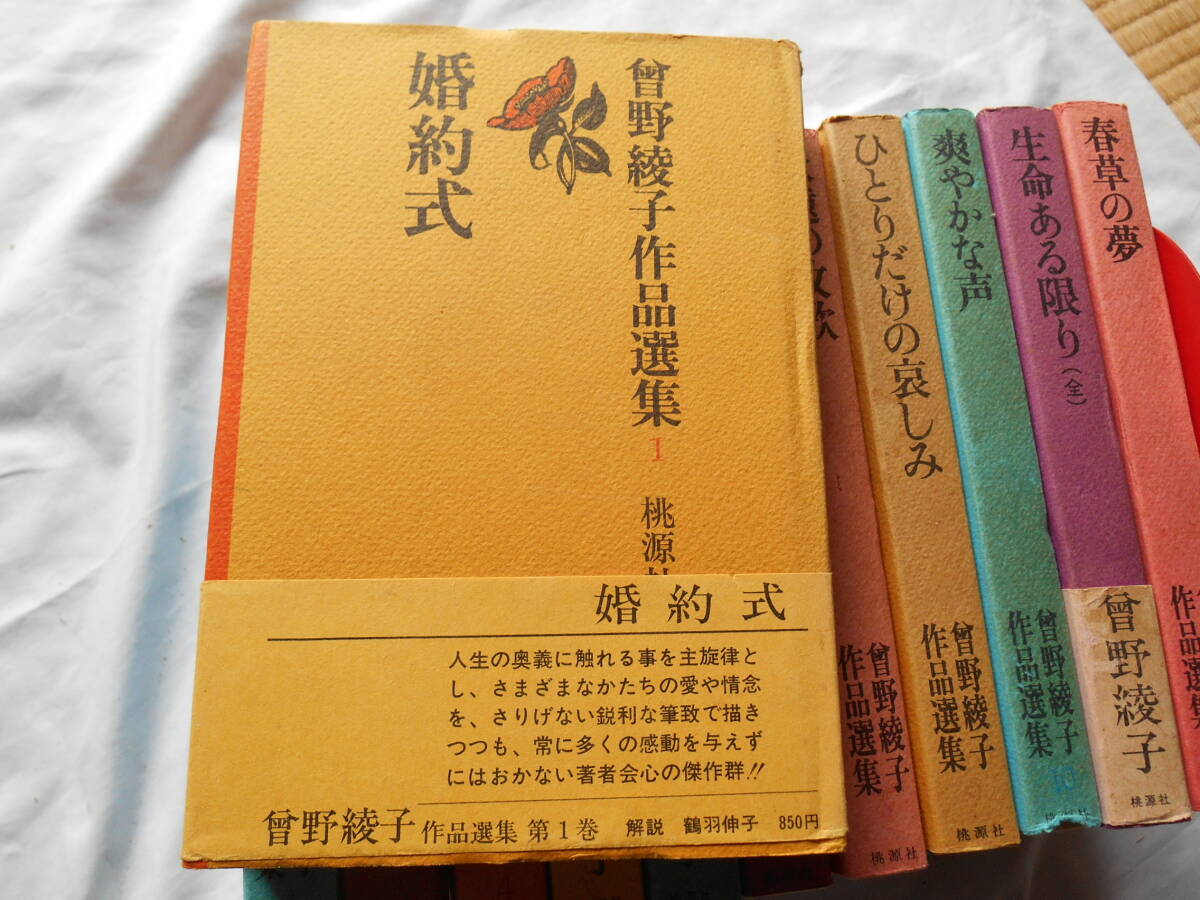 曾野綾子作品選集 1
桃源
婚約式
婚約式
人生の奥義に触れる事を主旋律と
し、さまざまなかたちの愛や情念
を、さりげない鋭利な筆致で描き
つつも、常に多くの感動を与えず
にはおかない著者会心の傑作群!!
曾野綾子 作品選集 第1巻 解説 鶴羽伸子 850円
曾野綾子
作品選集
桃源社
ひとりだけの哀しみ
曾野綾子
作品選集
桃源社
爽やかな声
曾野綾子
作品選集 10
生命ある限り(全)
曾野綾子
桃源社
春草の夢
作品選集